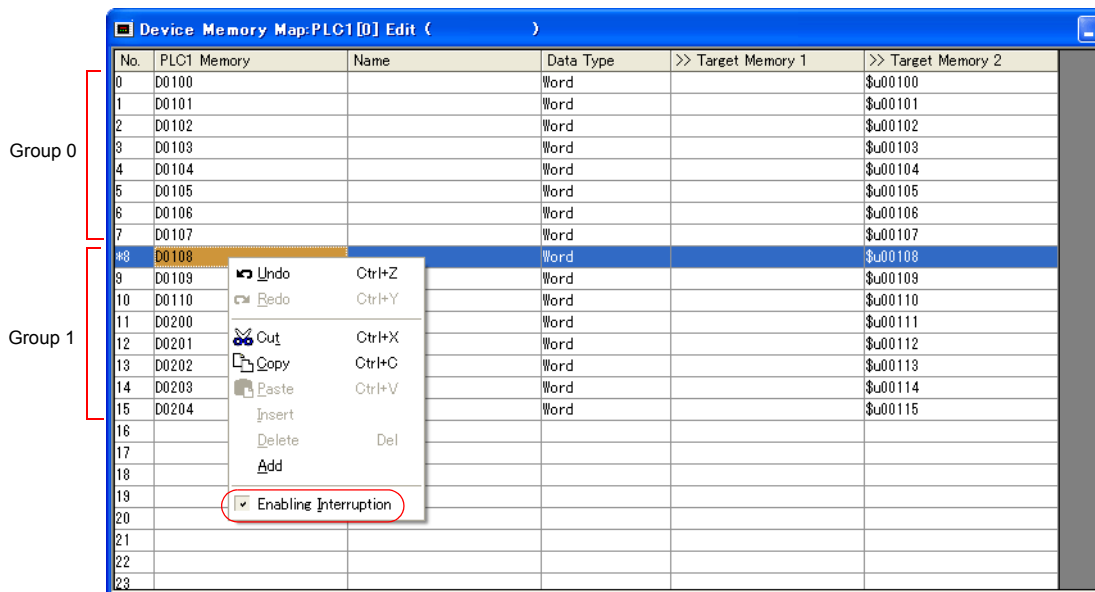 Device Memory Map:PLC1[0] Edit ( )
No. PLC1 Memory Name Data Type >> Target Memory 1 >> Target Memory 2
0 D0100 Word $u00100
1 D0101 Word $u00101
2 D0102 Word $u00102
Group 0 3 D0103 Word $u00103
4 D0104 Word $u00104
5 D0105 Word $u00105
6 D0106 Word $u00106
7 D0107 Word $u00107
*8 D0108 Word $u00108
9 D0109 Word $u00109
Undo Ctrl+Z
10 D0110 Word $u00110
Redo Ctrl+Y
11 D0200 Word $u00111
Group 1 12 D0201 Word $u00112
Cut Ctrl+X
13 D0202 Word $u00113
Copy Ctrl+C
14 D0203 Word $u00114
Paste Ctrl+V
15 D0204 Word $u00115
Insert
16
Delete Del
17
Add
18
19
Enabling Interruption
20
21
22
23